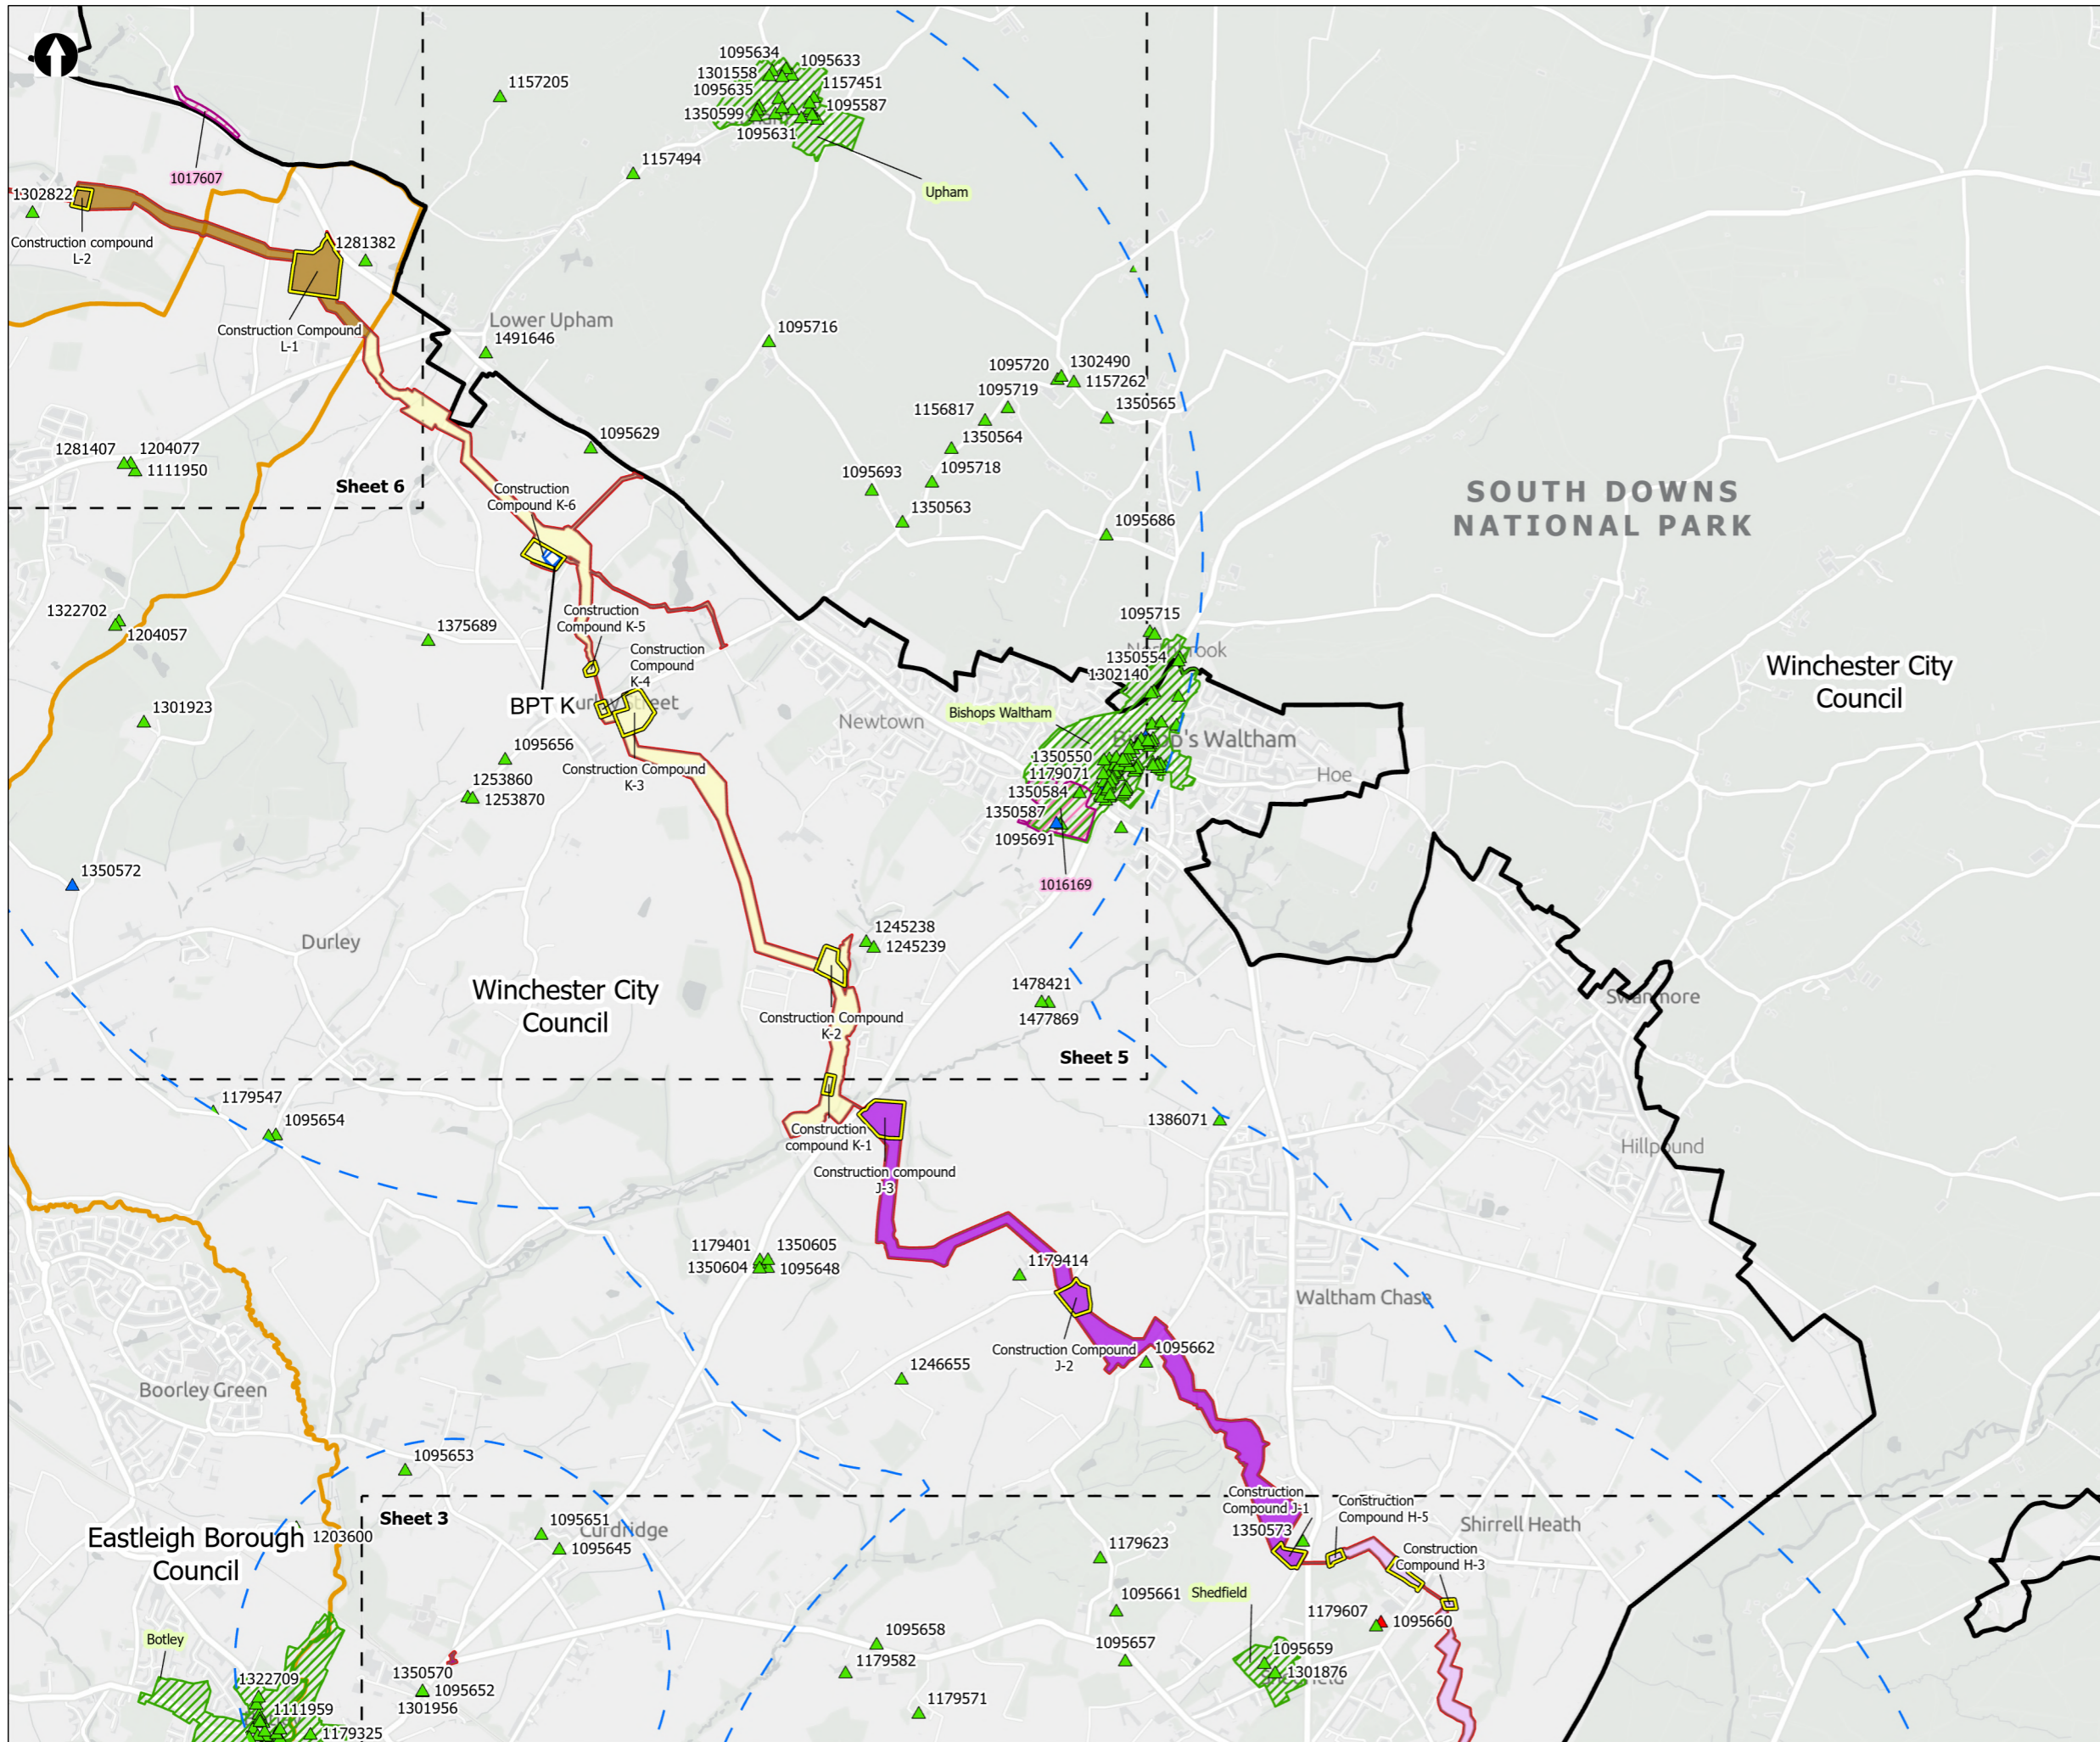 1095634
1095633
1301558
1157451
1095635
1095587
1350599
1095631
1157205
1157494
1017607
Upham
1302822
Construction compound
L-2
1281382
Construction Compound
L-1
Lower Upham
1491646
1095716
1095720
1302490
1157262
1095719
1350565
1156817
1350564
1095718
1095693
1350563
1095686
1095629
1281407
1204077
1111950
Sheet 6
Construction
Compound K-6
SOUTH DOWNS
NATIONAL PARK
1322702
1204057
1375689
Construction
Compound K-5
Construction
Compound
K-4
1095715
1350554
1302140
Winchester City
Council
BPT K
1301923
Newtown
Bishops Waltham
Bishop's Waltham
1350550
1179071
1350584
1350587
1095691
Hoe
1016169
1095656
1253860
1253870
Construction Compound
K-3
1350572
Durley
1245238
1245239
Winchester City
Council
Construction Compound
K-2
1478421
1477869
Swanmore
Sheet 5
1179547
1095654
Construction
compound K-1
Construction compound
J-3
1386071
Hillpound
1179401
1350605
1350604
1095648
1179414
Waltham Chase
Construction Compound
J-2
1095662
1246655
Boorley Green
1095653
Eastleigh Borough
Council
1203600
Sheet 3
1095651
Curdridge
1095645
Construction
Compound J-1
Construction
Compound H-5
1350573
Shirrell Heath
Construction
Compound H-3
1179623
1095661
Shedfield
1179607
1095660
1095658
1095657
1179582
1095659
1301876
1179571
Botley
1350570
1095652
1301956
1322709
1111959
1179325